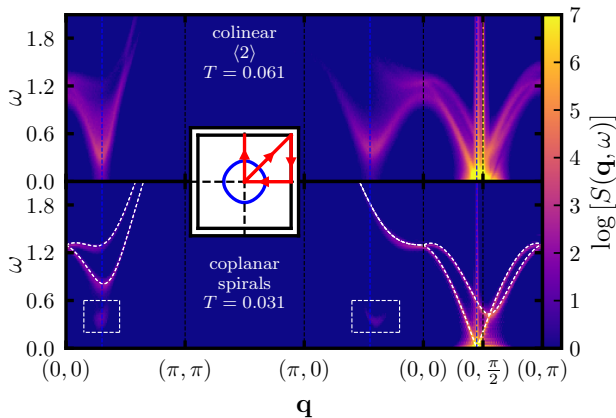 2.0
1.8
1.2
0.6
0.0
ω
colinear
⟨2⟩
T = 0.061
1.8
1.2
0.6
0.0
ω
coplanar
spirals
T = 0.031
(0, 0)
(π, π)
(π, 0)
(0, 0)
(0, π/2)
(0, π)
q
7
6
5
4
3
2
1
0
log [S(q, ω)]